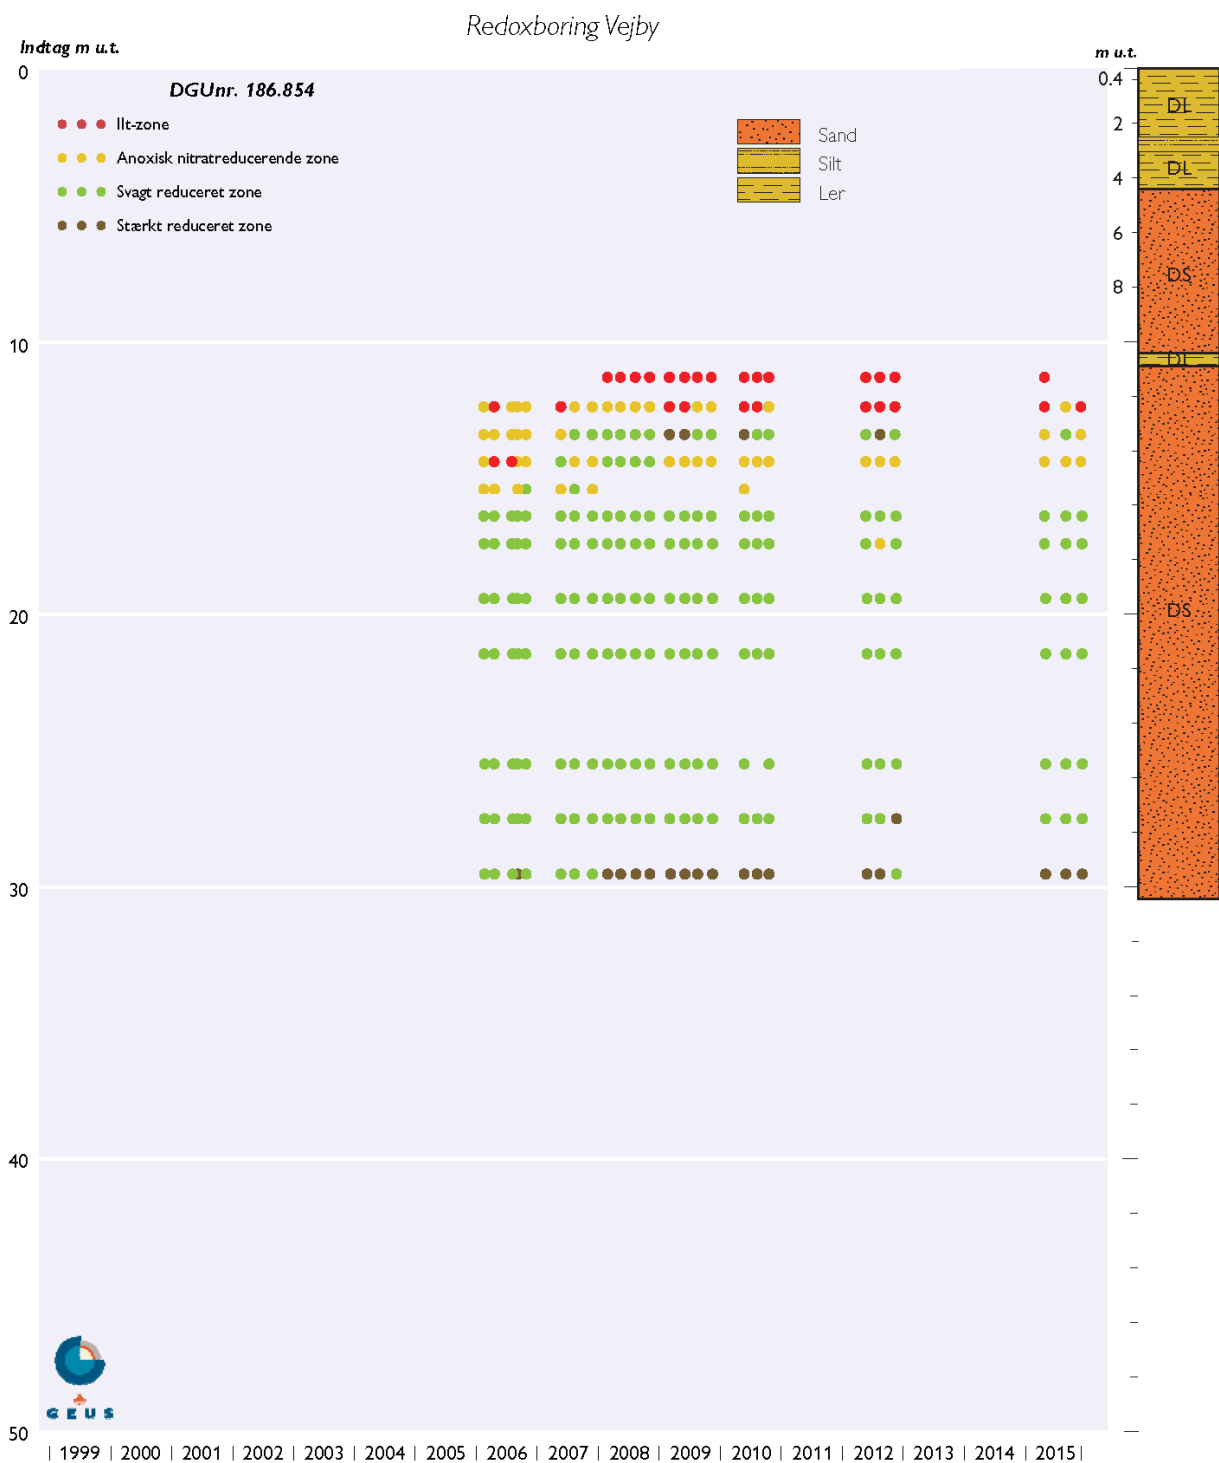 Redoxboring Vejby
Indtag m u.t.
m u.t.
0
DGUnr. 186.854
Ilt-zone
Anoxisk nitratreducerende zone
Svagt reduceret zone
Stærkt reduceret zone
Sand
Silt
Ler
0.4
2
4
6
8
DL
DL
DS
DL
DS
10
20
30
40
50
GEUS
1999 2000 2001 2002 2003 2004 2005 2006 2007 2008 2009 2010 2011 2012 2013 2014 2015